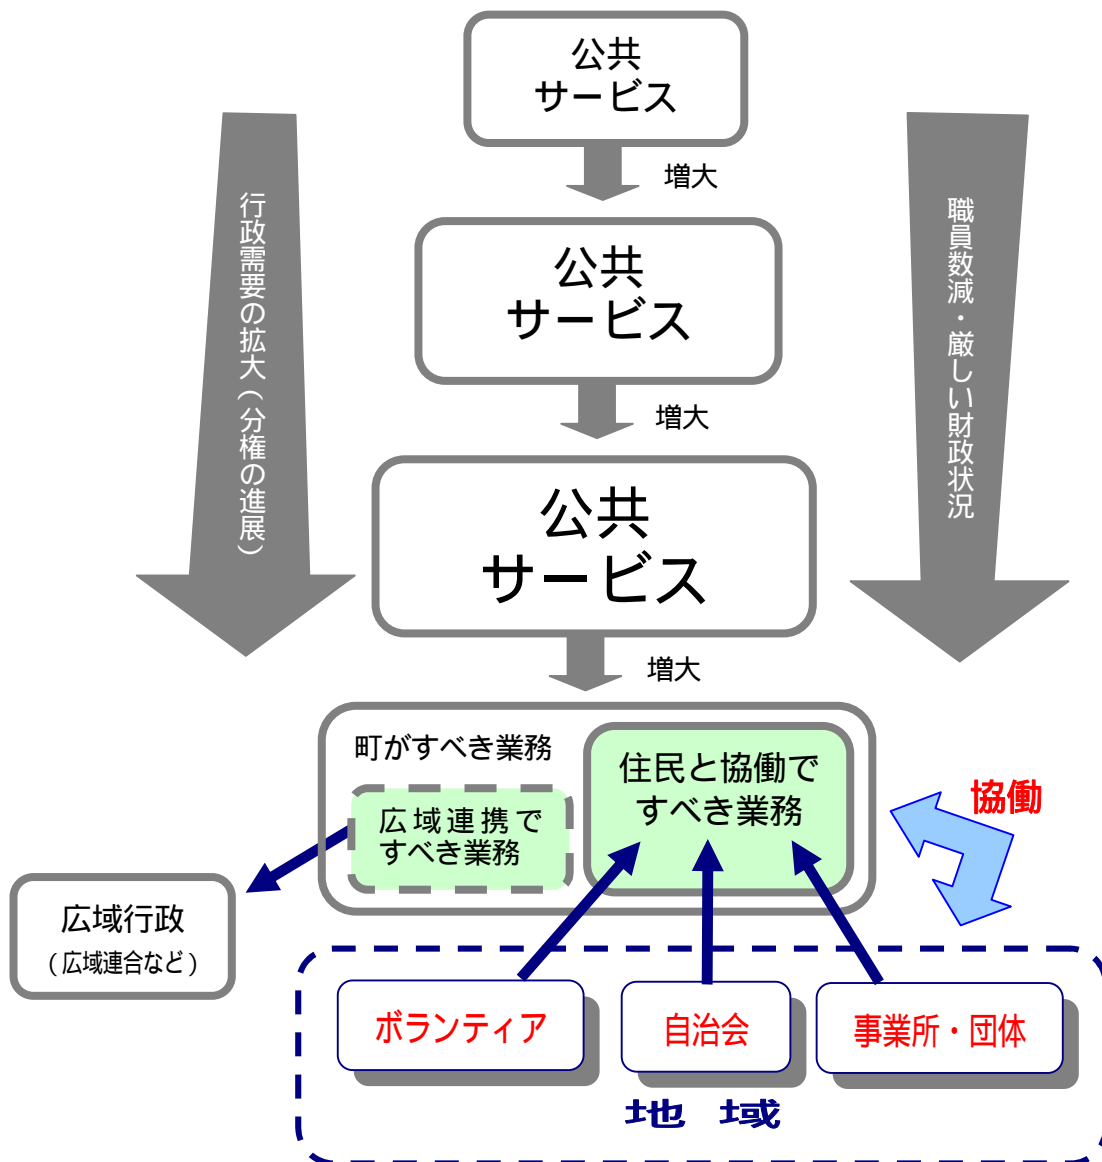 公共
サービス
増大
行政需要の拡大(分権の進展)
職員数減・厳しい財政状況
公共
サービス
増大
公共
サービス
増大
町がすべき業務
住民と協働で
すべき業務
広域連携で
すべき業務
協働
広域行政
(広域連合など)
ボランティア
自治会
事業所・団体
地 域